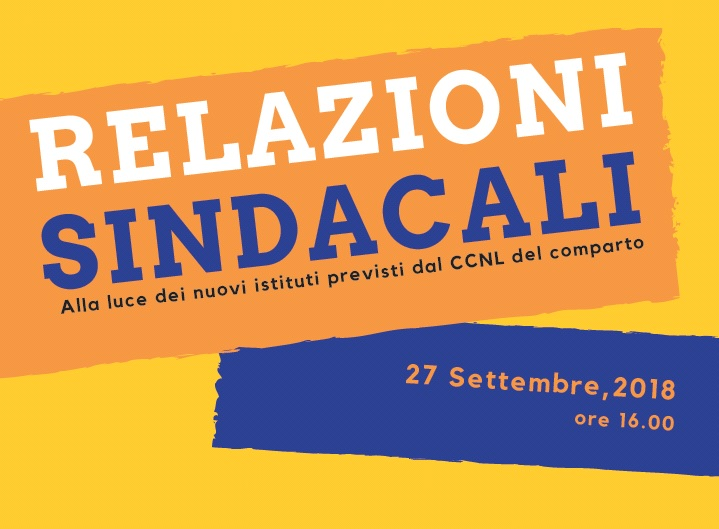 RELAZIONI
SINDACALI
Alla luce dei nuovi istituti previsti dal CCNL del comparto
27 Settembre,2018
ore 16.00